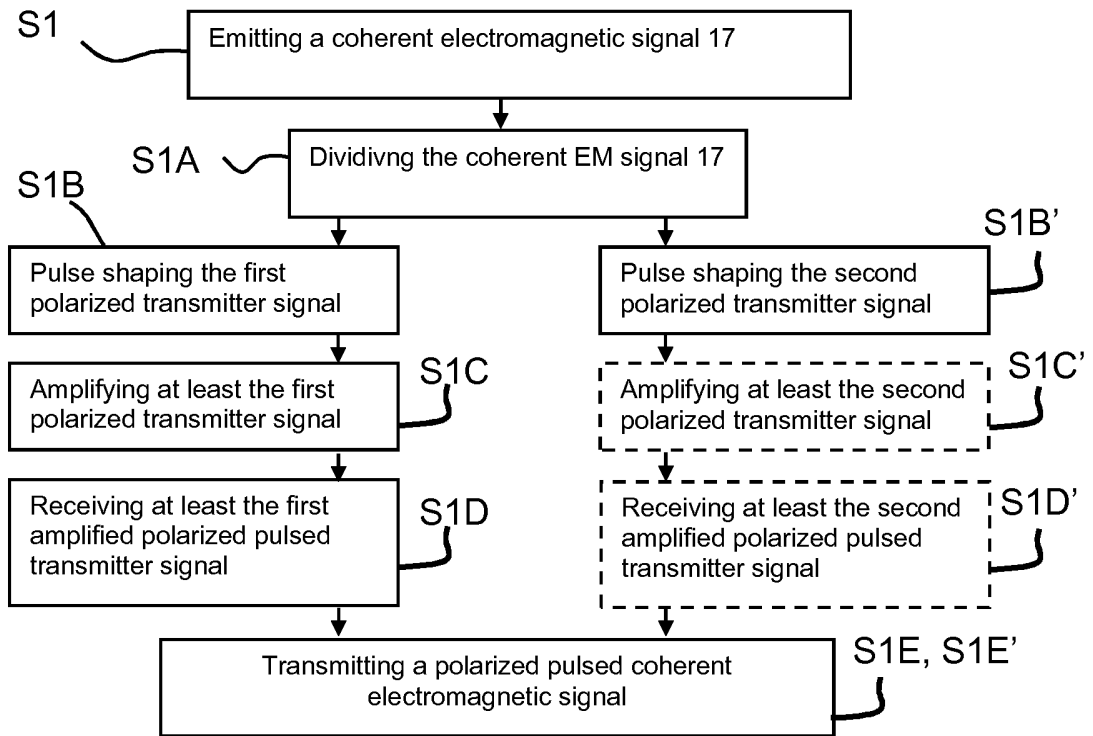 S1
Emitting a coherent electromagnetic signal 17
S1A
Dividivng the coherent EM signal 17
S1B
Pulse shaping the first
polarized transmitter signal
S1B’
Pulse shaping the second
polarized transmitter signal
S1C
Amplifying at least the first
polarized transmitter signal
S1C’
Amplifying at least the second
polarized transmitter signal
S1D
Receiving at least the first
amplified polarized pulsed
transmitter signal
S1D’
Receiving at least the second
amplified polarized pulsed
transmitter signal
S1E, S1E’
Transmitting a polarized pulsed coherent
electromagnetic signal